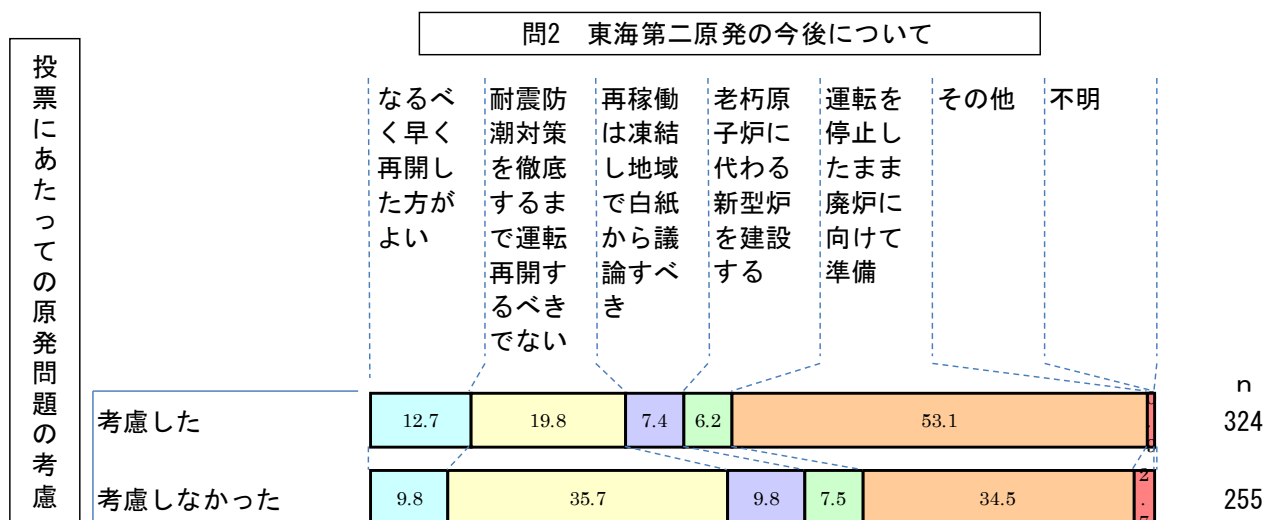 問2　東海第二原発の今後について
投票にあたっての原発問題の考慮
なるべ
く早く
再開し
た方が
よい
耐震防
潮対策
を徹底
するま
で運転
再開す
るべき
でない
再稼働
は凍結
し地域
で白紙
から議
論すべ
き
老朽原
子炉に
代わる
新型炉
を建設
する
運転を
停止し
たまま
廃炉に
向けて
準備
その他
不明
n
考慮した 12.7 19.8 7.4 6.2 53.1 324
考慮しなかった 9.8 35.7 9.8 7.5 34.5 2.7 255